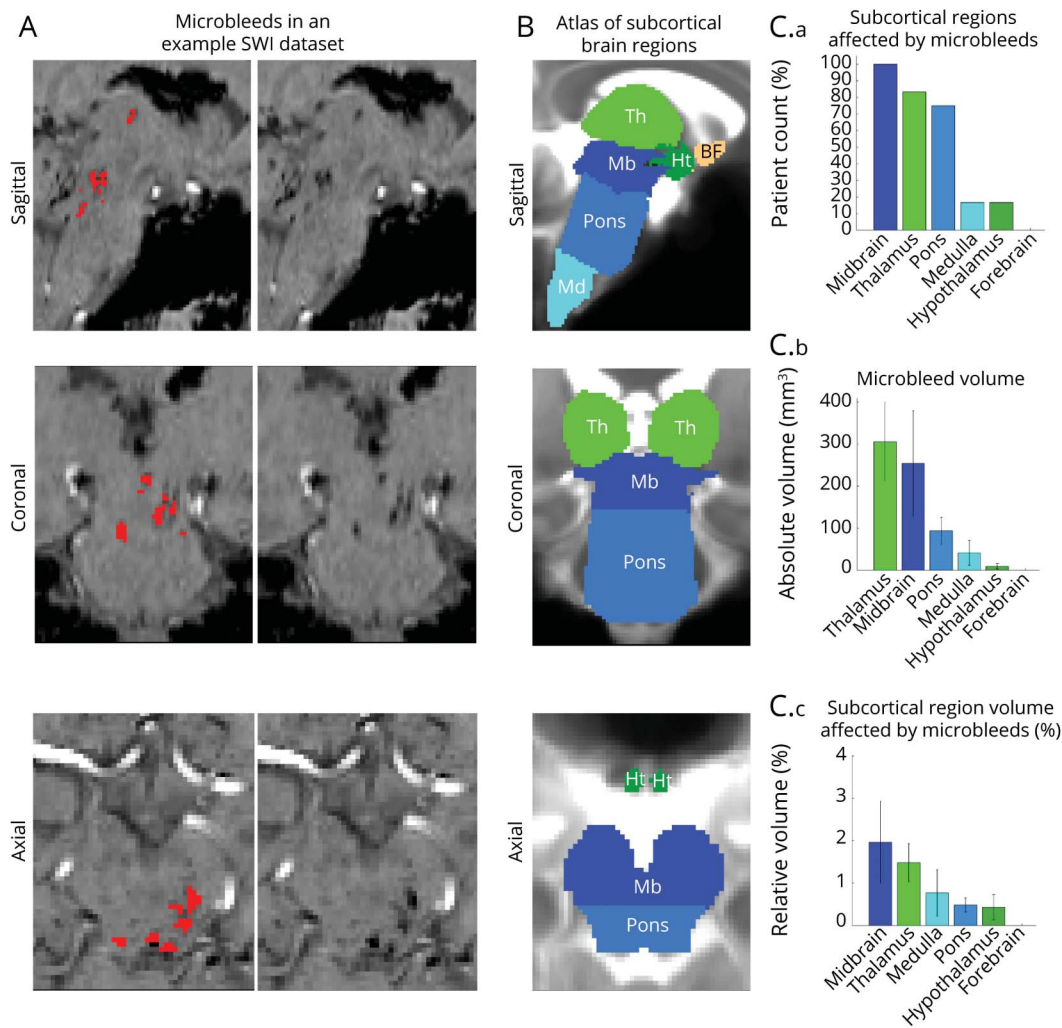 A
Microbleeds in an
example SWI dataset
Sagittal
Coronal
Axial
B
Atlas of subcortical
brain regions
Sagittal
Th
Mb
Ht
BF
Pons
Md
Coronal
Th
Th
Mb
Pons
Axial
Ht
Ht
Mb
Pons
C.a
Subcortical regions
affected by microbleeds
Patient count (%)
100
90
80
70
60
50
40
30
20
10
0
Midbrain
Thalamus
Pons
Medulla
Hypothalamus
Forebrain
C.b
Microbleed volume
Absolute volume (mm³)
400
300
200
100
0
Thalamus
Midbrain
Pons
Medulla
Hypothalamus
Forebrain
C.c
Subcortical region volume
affected by microbleeds (%)
Relative volume (%)
4
3
2
1
0
Midbrain
Thalamus
Medulla
Pons
Hypothalamus
Forebrain